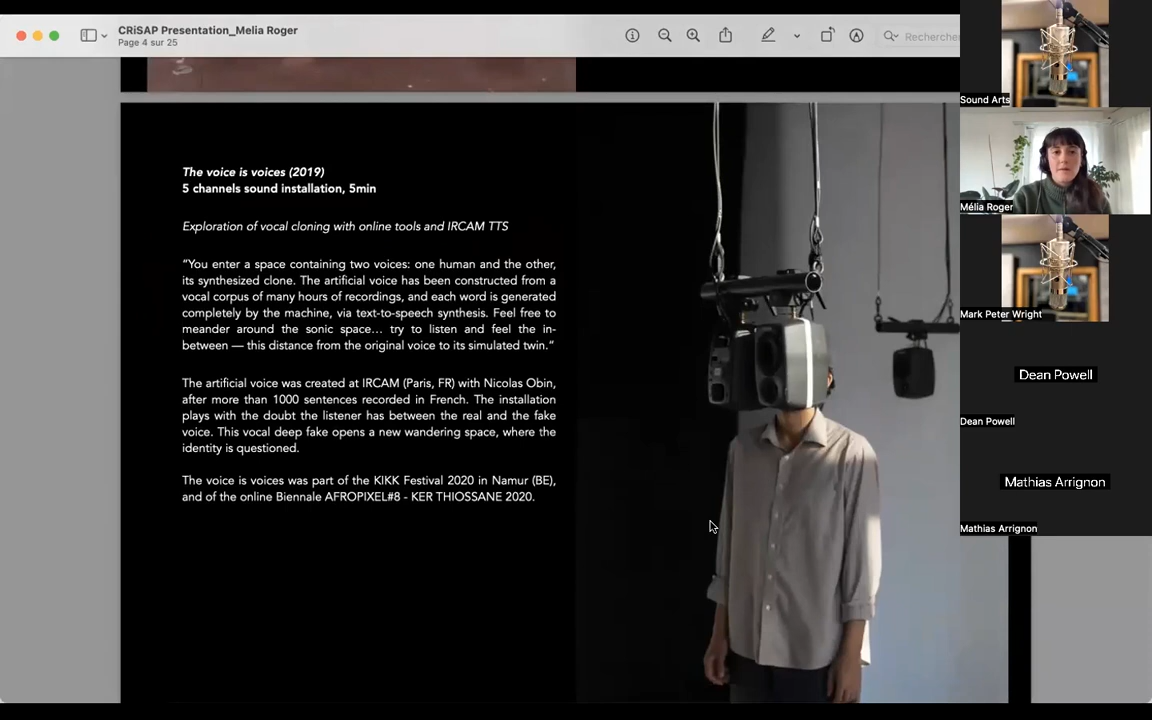 CRiSAP Presentation_Melia Roger
Page 4 sur 25
Rechercher
The voice is voices (2019)
5 channels sound installation, 5min
Exploration of vocal cloning with online tools and IRCAM TTS
“You enter a space containing two voices: one human and the other,
its synthesized clone. The artificial voice has been constructed from a
vocal corpus of many hours of recordings, and each word is generated
completely by the machine, via text-to-speech synthesis. Feel free to
meander around the sonic space... try to listen and feel the in-
between — this distance from the original voice to its simulated twin.”
The artificial voice was created at IRCAM (Paris, FR) with Nicolas Obin,
after more than 1000 sentences recorded in French. The installation
plays with the doubt the listener has between the real and the fake
voice. This vocal deep fake opens a new wandering space, where the
identity is questioned.
The voice is voices was part of the KIKK Festival 2020 in Namur (BE),
and of the online Biennale AFROPIXEL#8 - KER THIOSSANE 2020.
Sound Arts
Mélia Roger
Mark Peter Wright
Dean Powell
Dean Powell
Mathias Arrignon
Mathias Arrignon